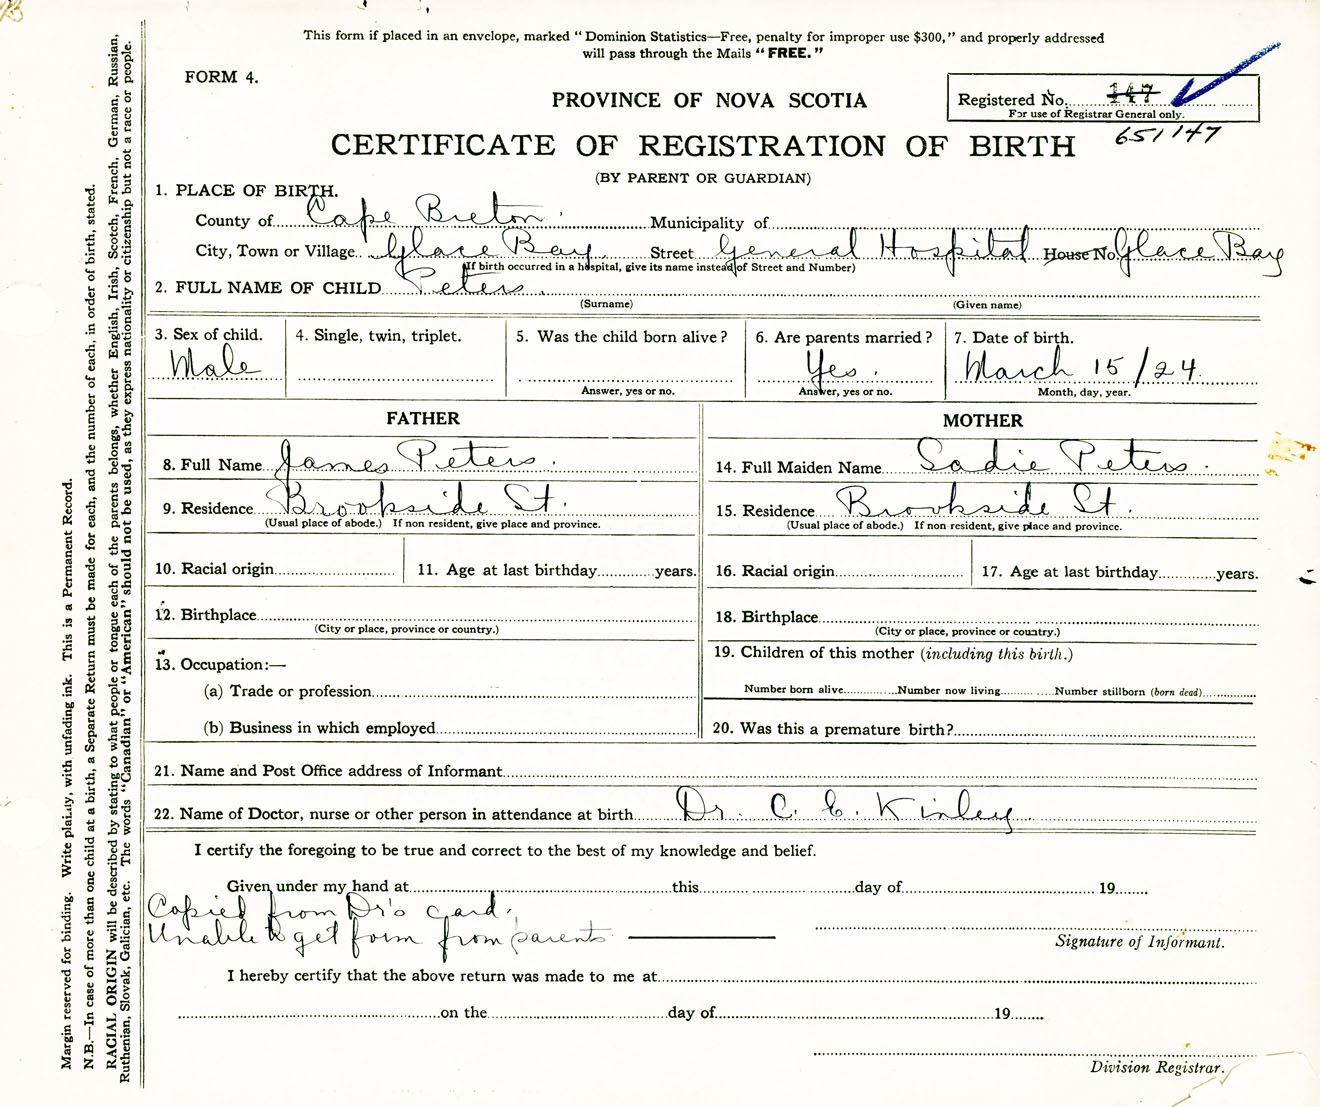 This form if placed in an envelope, marked "Dominion Statistics—Free, penalty for improper use $300," and properly addressed
will pass through the Mails "FREE."
FORM 4.
PROVINCE OF NOVA SCOTIA
Registered No. 147
For use of Registrar General only.
651147
CERTIFICATE OF REGISTRATION OF BIRTH
(BY PARENT OR GUARDIAN)
1. PLACE OF BIRTH.
County of Cape Breton Municipality of
City, Town or Village Glace Bay Street General Hospital House No. Glace Bay
(If birth occurred in a hospital, give its name instead of Street and Number)
2. FULL NAME OF CHILD Peters
(Surname) (Given name)
3. Sex of child. 4. Single, twin, triplet. 5. Was the child born alive? 6. Are parents married? 7. Date of birth.
Male Yes. March 15/24
Answer, yes or no. Answer, yes or no. Month, day, year.
FATHER MOTHER
8. Full Name James Peters. 14. Full Maiden Name Sadie Peters.
9. Residence Brookside St. 15. Residence Brookside St.
(Usual place of abode.) If non resident, give place and province. (Usual place of abode.) If non resident, give place and province.
10. Racial origin 11. Age at last birthday years. 16. Racial origin 17. Age at last birthday years.
12. Birthplace 18. Birthplace
(City or place, province or country.) (City or place, province or country.)
13. Occupation:— 19. Children of this mother (including this birth.)
(a) Trade or profession Number born alive Number now living Number stillborn (born dead)
(b) Business in which employed 20. Was this a premature birth?
21. Name and Post Office address of Informant
22. Name of Doctor, nurse or other person in attendance at birth Dr. C. E. Kinley
I certify the foregoing to be true and correct to the best of my knowledge and belief.
Given under my hand at this day of 19
Copied from Dr's card.
Unable to get form from parents
Signature of Informant.
I hereby certify that the above return was made to me at
on the day of 19
Division Registrar.
Margin reserved for binding. Write plainly, with unfading ink. This is a Permanent Record.
N.B.—In case of more than one child at a birth, a Separate Return must be made for each, and the number of each, in order of birth, stated.
RACIAL ORIGIN will be described by stating to what people or tongue each of the parents belongs, whether English, Irish, Scotch, French, German, Russian,
Ruthenian, Slovak, Galician, etc. The words "Canadian" or "American" should not be used, as they express nationality or citizenship but not a race or people.